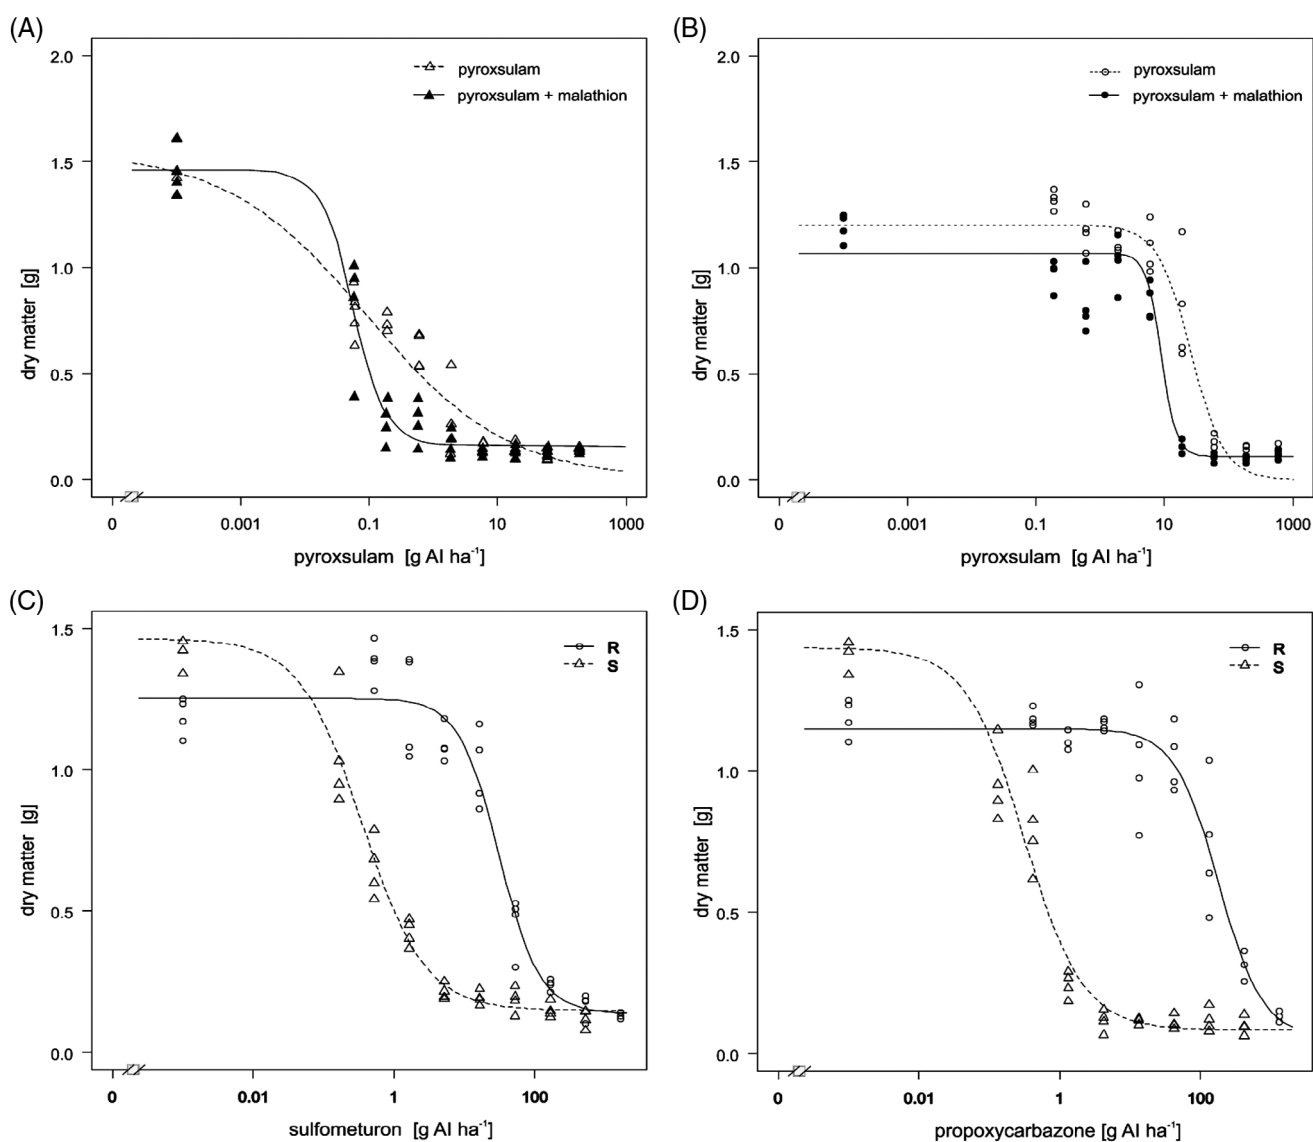 (A)
2.0
1.5
1.0
0.5
0.0
dry matter [g]
pyroxsulam
pyroxsulam + malathion
0 0.001 0.1 10 1000
pyroxsulam [g AI ha-1]
(B)
2.0
1.5
1.0
0.5
0.0
dry matter [g]
pyroxsulam
pyroxsulam + malathion
0 0.001 0.1 10 1000
pyroxsulam [g AI ha-1]
(C)
1.5
1.0
0.5
0.0
dry matter [g]
R
S
0 0.01 1 100
sulfometuron [g AI ha-1]
(D)
1.5
1.0
0.5
0.0
dry matter [g]
R
S
0 0.01 1 100
propoxycarbazone [g AI ha-1]